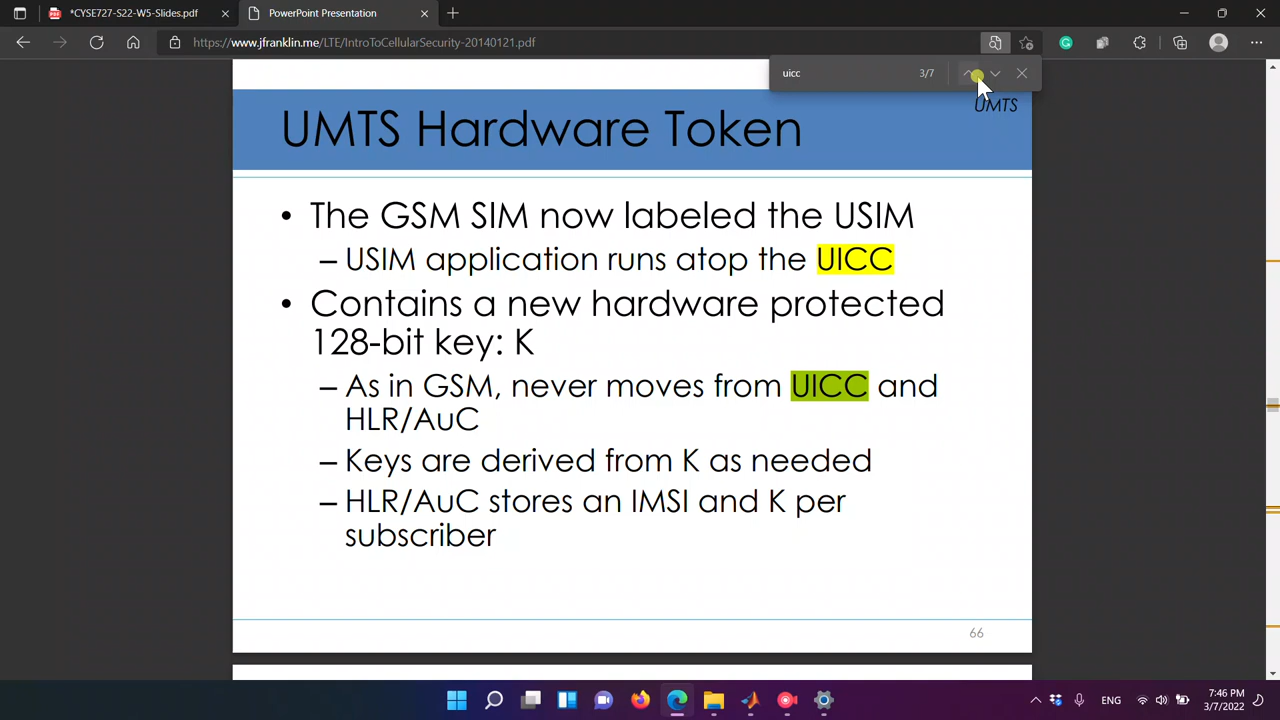 *CYSE727-S22-W5-Slides.pdf
PowerPoint Presentation
https://www.jfranklin.me/LTE/IntroToCellularSecurity-20140121.pdf
uicc
3/7
UMTS
UMTS Hardware Token
• The GSM SIM now labeled the USIM
– USIM application runs atop the UICC
• Contains a new hardware protected
128-bit key: K
– As in GSM, never moves from UICC and
HLR/AuC
– Keys are derived from K as needed
– HLR/AuC stores an IMSI and K per
subscriber
66
ENG
7:46 PM
3/7/2022